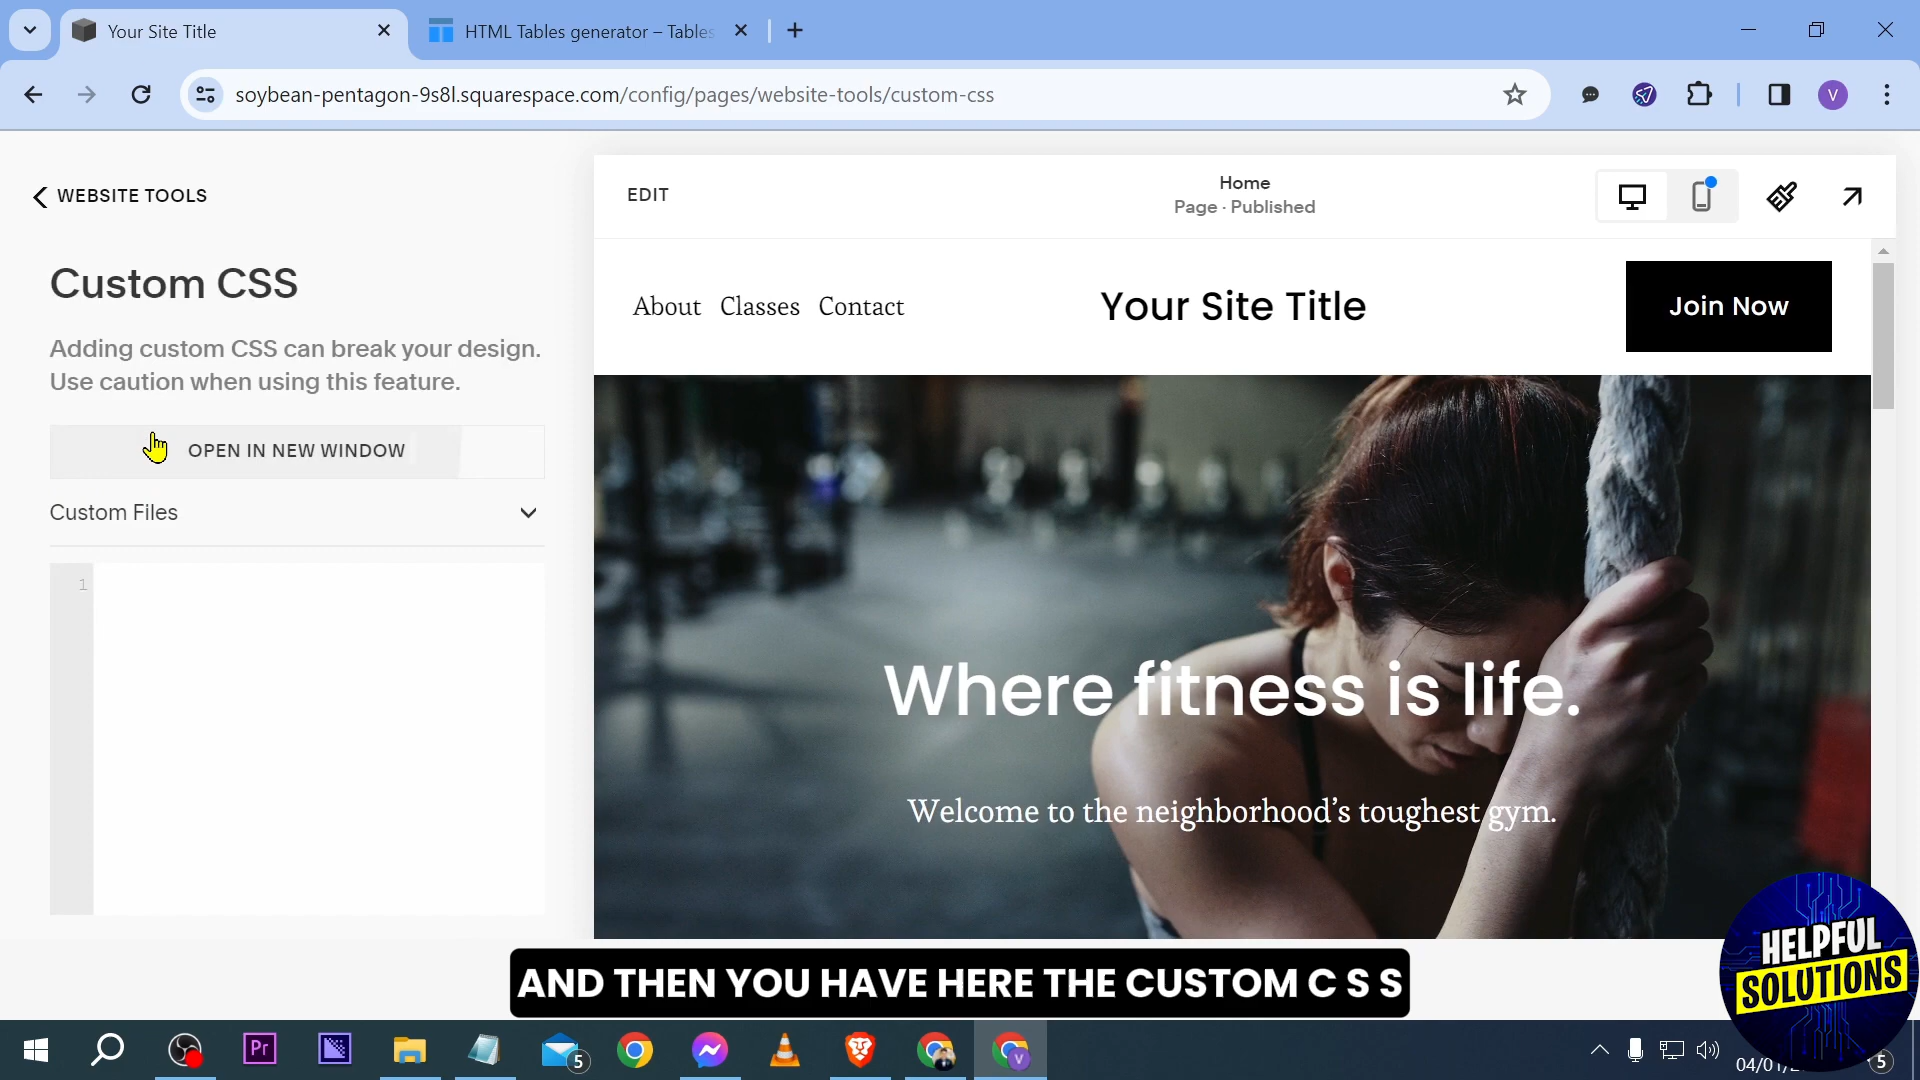 Your Site Title
HTML Tables generator – Tables
soybean-pentagon-9s8l.squarespace.com/config/pages/website-tools/custom-css
V
WEBSITE TOOLS
EDIT
Home
Page · Published
Custom CSS
Adding custom CSS can break your design.
Use caution when using this feature.
OPEN IN NEW WINDOW
Custom Files
1
About Classes Contact
Your Site Title
Join Now
Where fitness is life.
Welcome to the neighborhood's toughest gym.
AND THEN YOU HAVE HERE THE CUSTOM C S S
HELPFUL
SOLUTIONS
Pr
5
V
04/01/
5